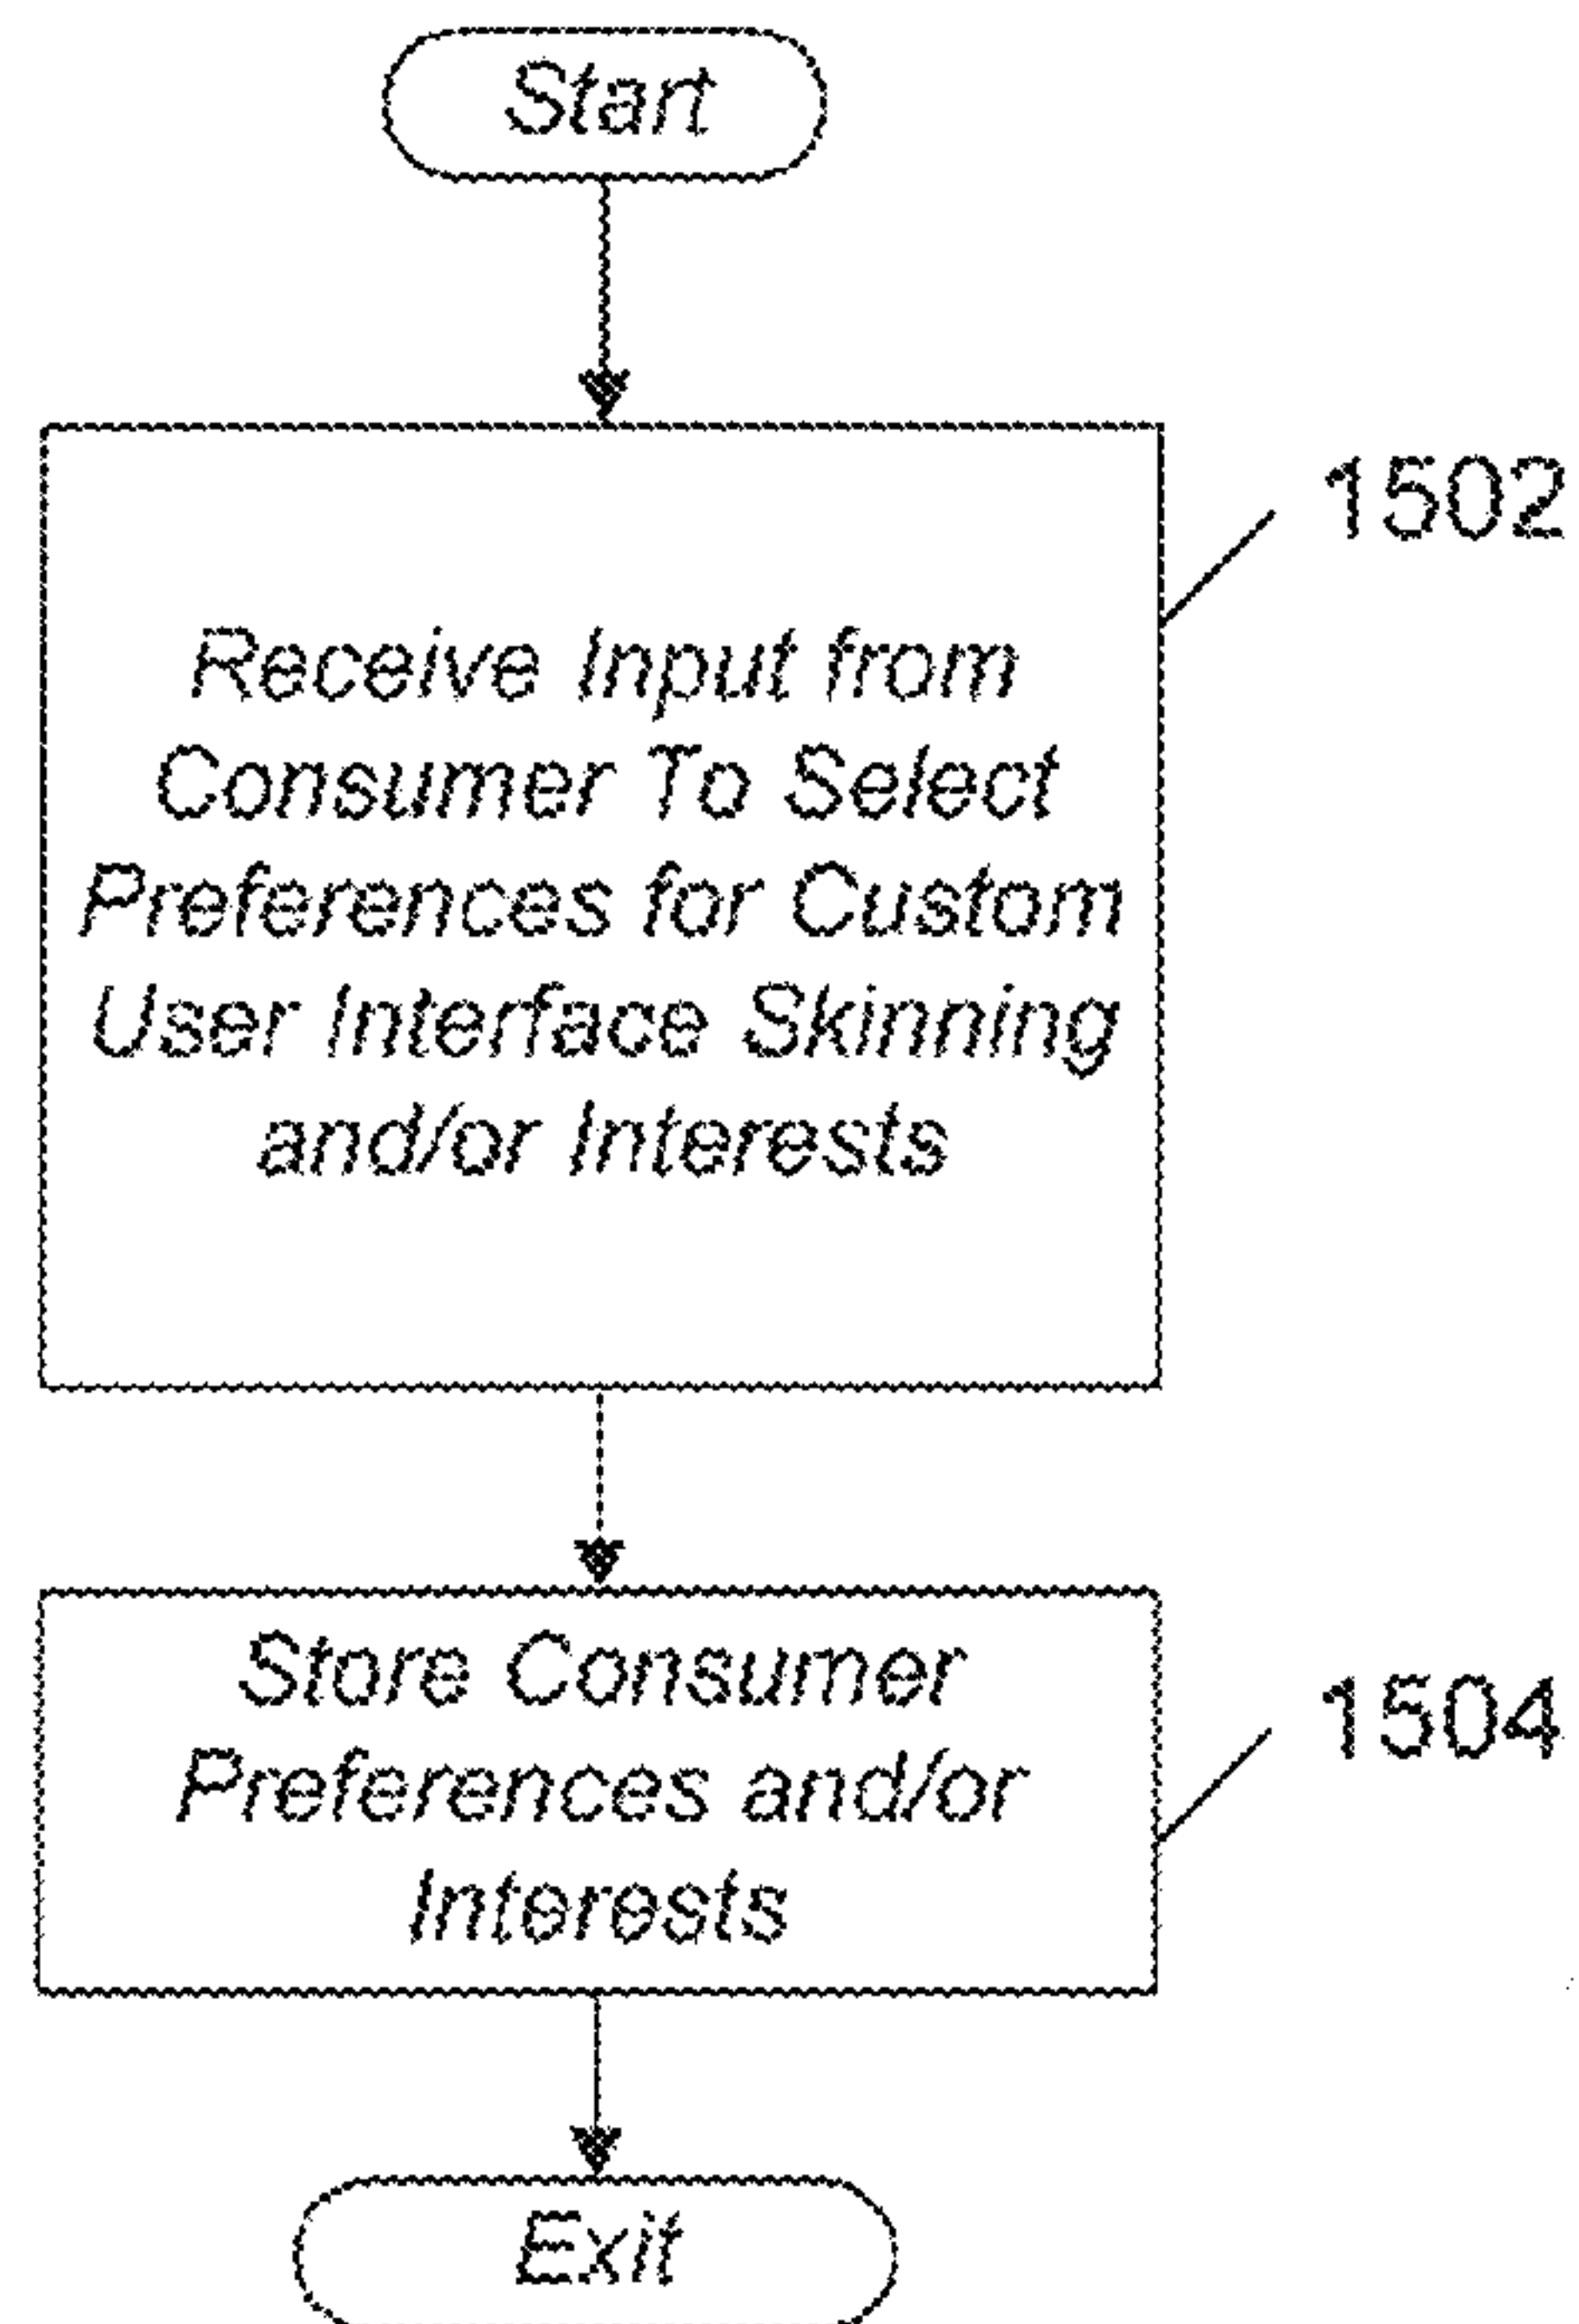 Start
1502
Receive Input from
Consumer To Select
Preferences for Custom
User Interface Skinning
and/or Interests
Store Consumer
1504
Preferences and/or
Interests
Exit